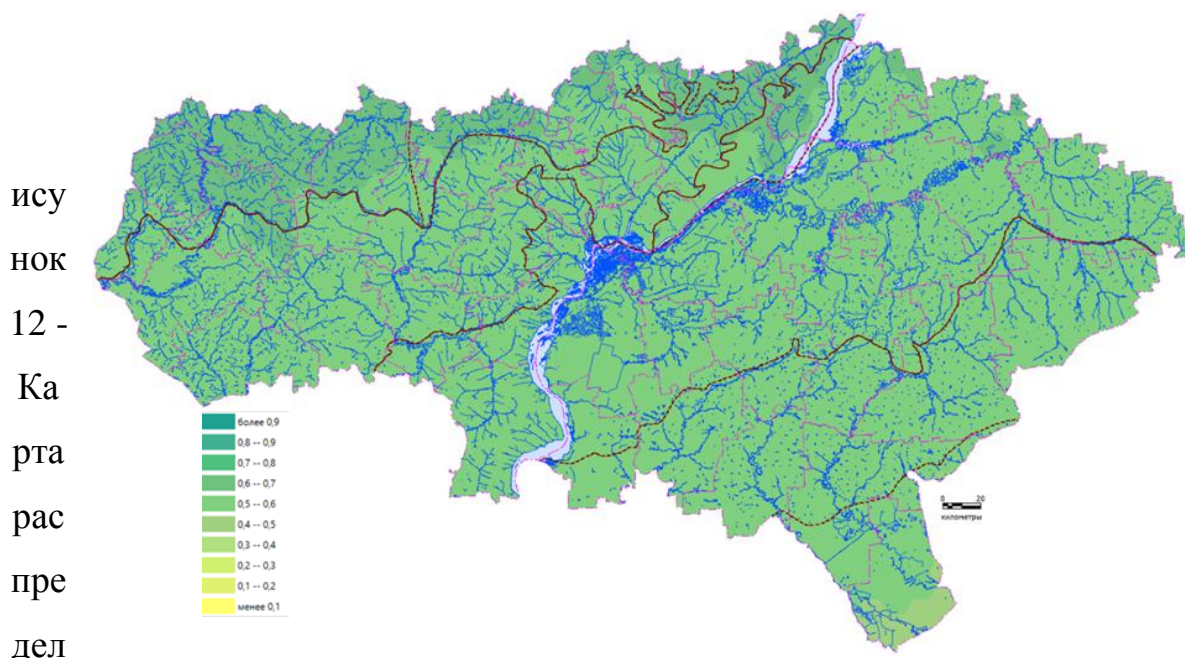 ису
нок
12 -
Ка
рта
рас
пре
дел
более 0,9
0,8 -- 0,9
0,7 -- 0,8
0,6 -- 0,7
0,5 -- 0,6
0,4 -- 0,5
0,3 -- 0,4
0,2 -- 0,3
0,1 -- 0,2
менее 0,1
0 20
километры